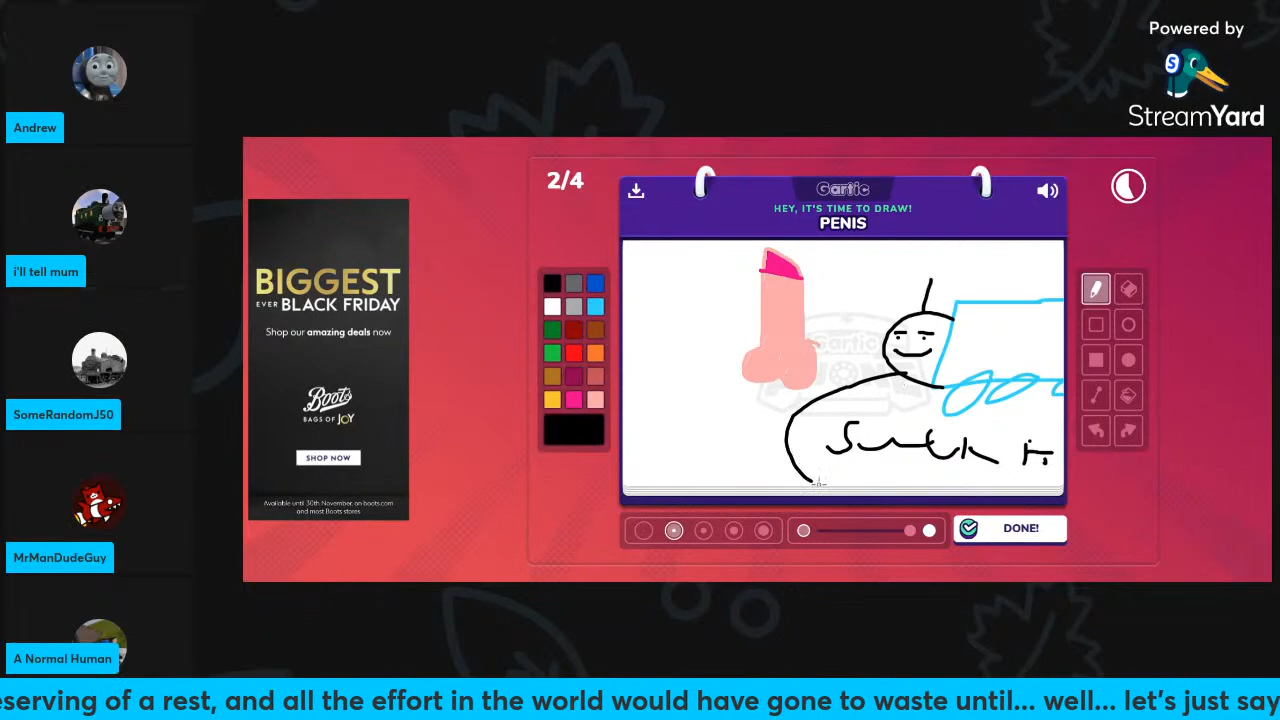 Powered by
StreamYard
Andrew
i'll tell mum
SomeRandomJ50
MrManDudeGuy
A Normal Human
BIGGEST
EVER BLACK FRIDAY
Shop our amazing deals now
Boots
BAGS OF JOY
SHOP NOW
Available until 30th November, on boots.com
and most Boots stores
2/4
Gartic
HEY, IT'S TIME TO DRAW!
PENIS
Gartic
Suck it
DONE!
eserving of a rest, and all the effort in the world would have gone to waste until... well... let's just say